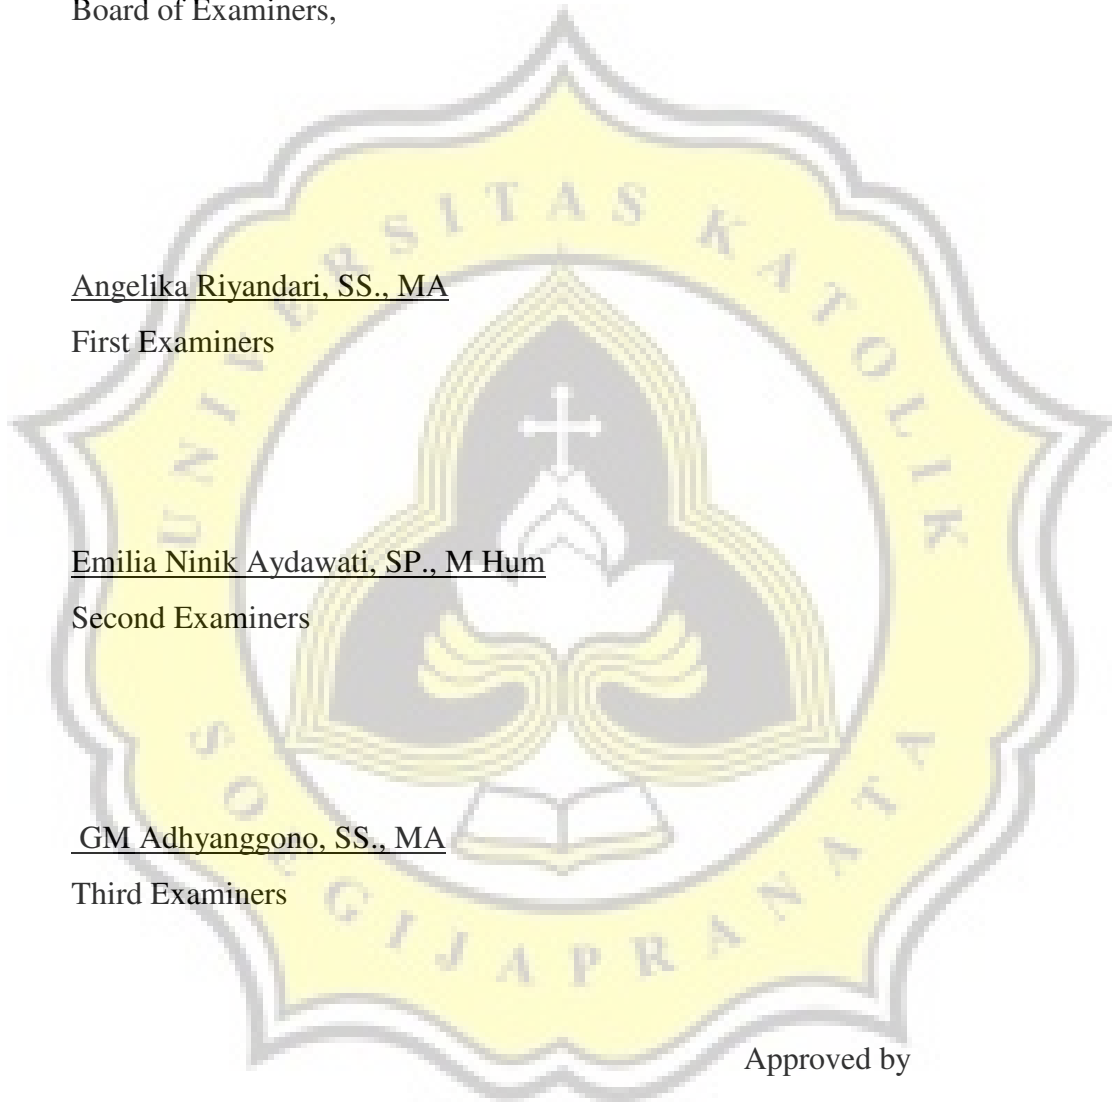 Board of Examiners,
UNIVERSITAS KATOLIK
Angelika Riyandari, SS., MA
First Examiners
Emilia Ninik Aydawati, SP., M Hum
Second Examiners
GM Adhyanggono, SS., MA
Third Examiners
SOEGIJAPRANATA
Approved by